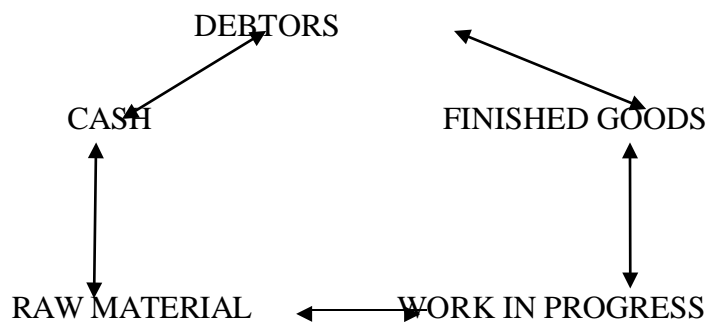 DEBTORS
CASH FINISHED GOODS
RAW MATERIAL WORK IN PROGRESS